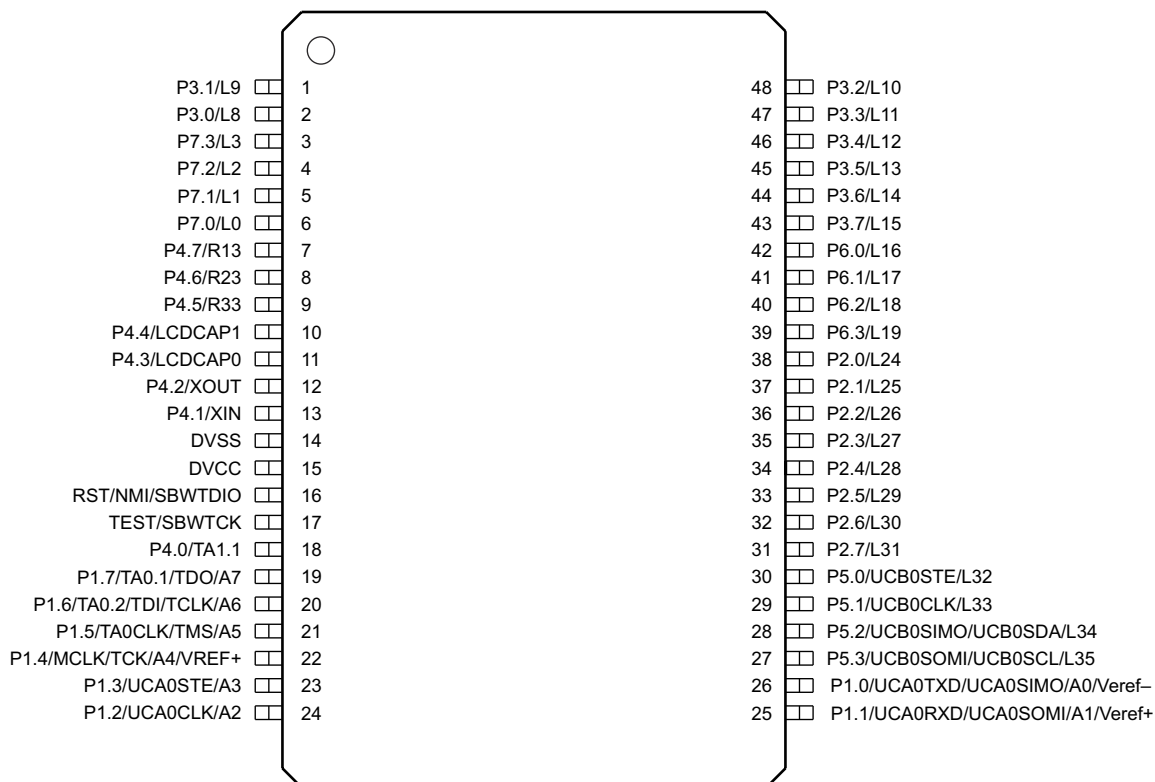 P3.1/L9 1 48 P3.2/L10
P3.0/L8 2 47 P3.3/L11
P7.3/L3 3 46 P3.4/L12
P7.2/L2 4 45 P3.5/L13
P7.1/L1 5 44 P3.6/L14
P7.0/L0 6 43 P3.7/L15
P4.7/R13 7 42 P6.0/L16
P4.6/R23 8 41 P6.1/L17
P4.5/R33 9 40 P6.2/L18
P4.4/LCDCAP1 10 39 P6.3/L19
P4.3/LCDCAP0 11 38 P2.0/L24
P4.2/XOUT 12 37 P2.1/L25
P4.1/XIN 13 36 P2.2/L26
DVSS 14 35 P2.3/L27
DVCC 15 34 P2.4/L28
RST/NMI/SBWTDIO 16 33 P2.5/L29
TEST/SBWTCK 17 32 P2.6/L30
P4.0/TA1.1 18 31 P2.7/L31
P1.7/TA0.1/TDO/A7 19 30 P5.0/UCB0STE/L32
P1.6/TA0.2/TDI/TCLK/A6 20 29 P5.1/UCB0CLK/L33
P1.5/TA0CLK/TMS/A5 21 28 P5.2/UCB0SIMO/UCB0SDA/L34
P1.4/MCLK/TCK/A4/VREF+ 22 27 P5.3/UCB0SOMI/UCB0SCL/L35
P1.3/UCA0STE/A3 23 26 P1.0/UCA0TXD/UCA0SIMO/A0/Veref–
P1.2/UCA0CLK/A2 24 25 P1.1/UCA0RXD/UCA0SOMI/A1/Veref+